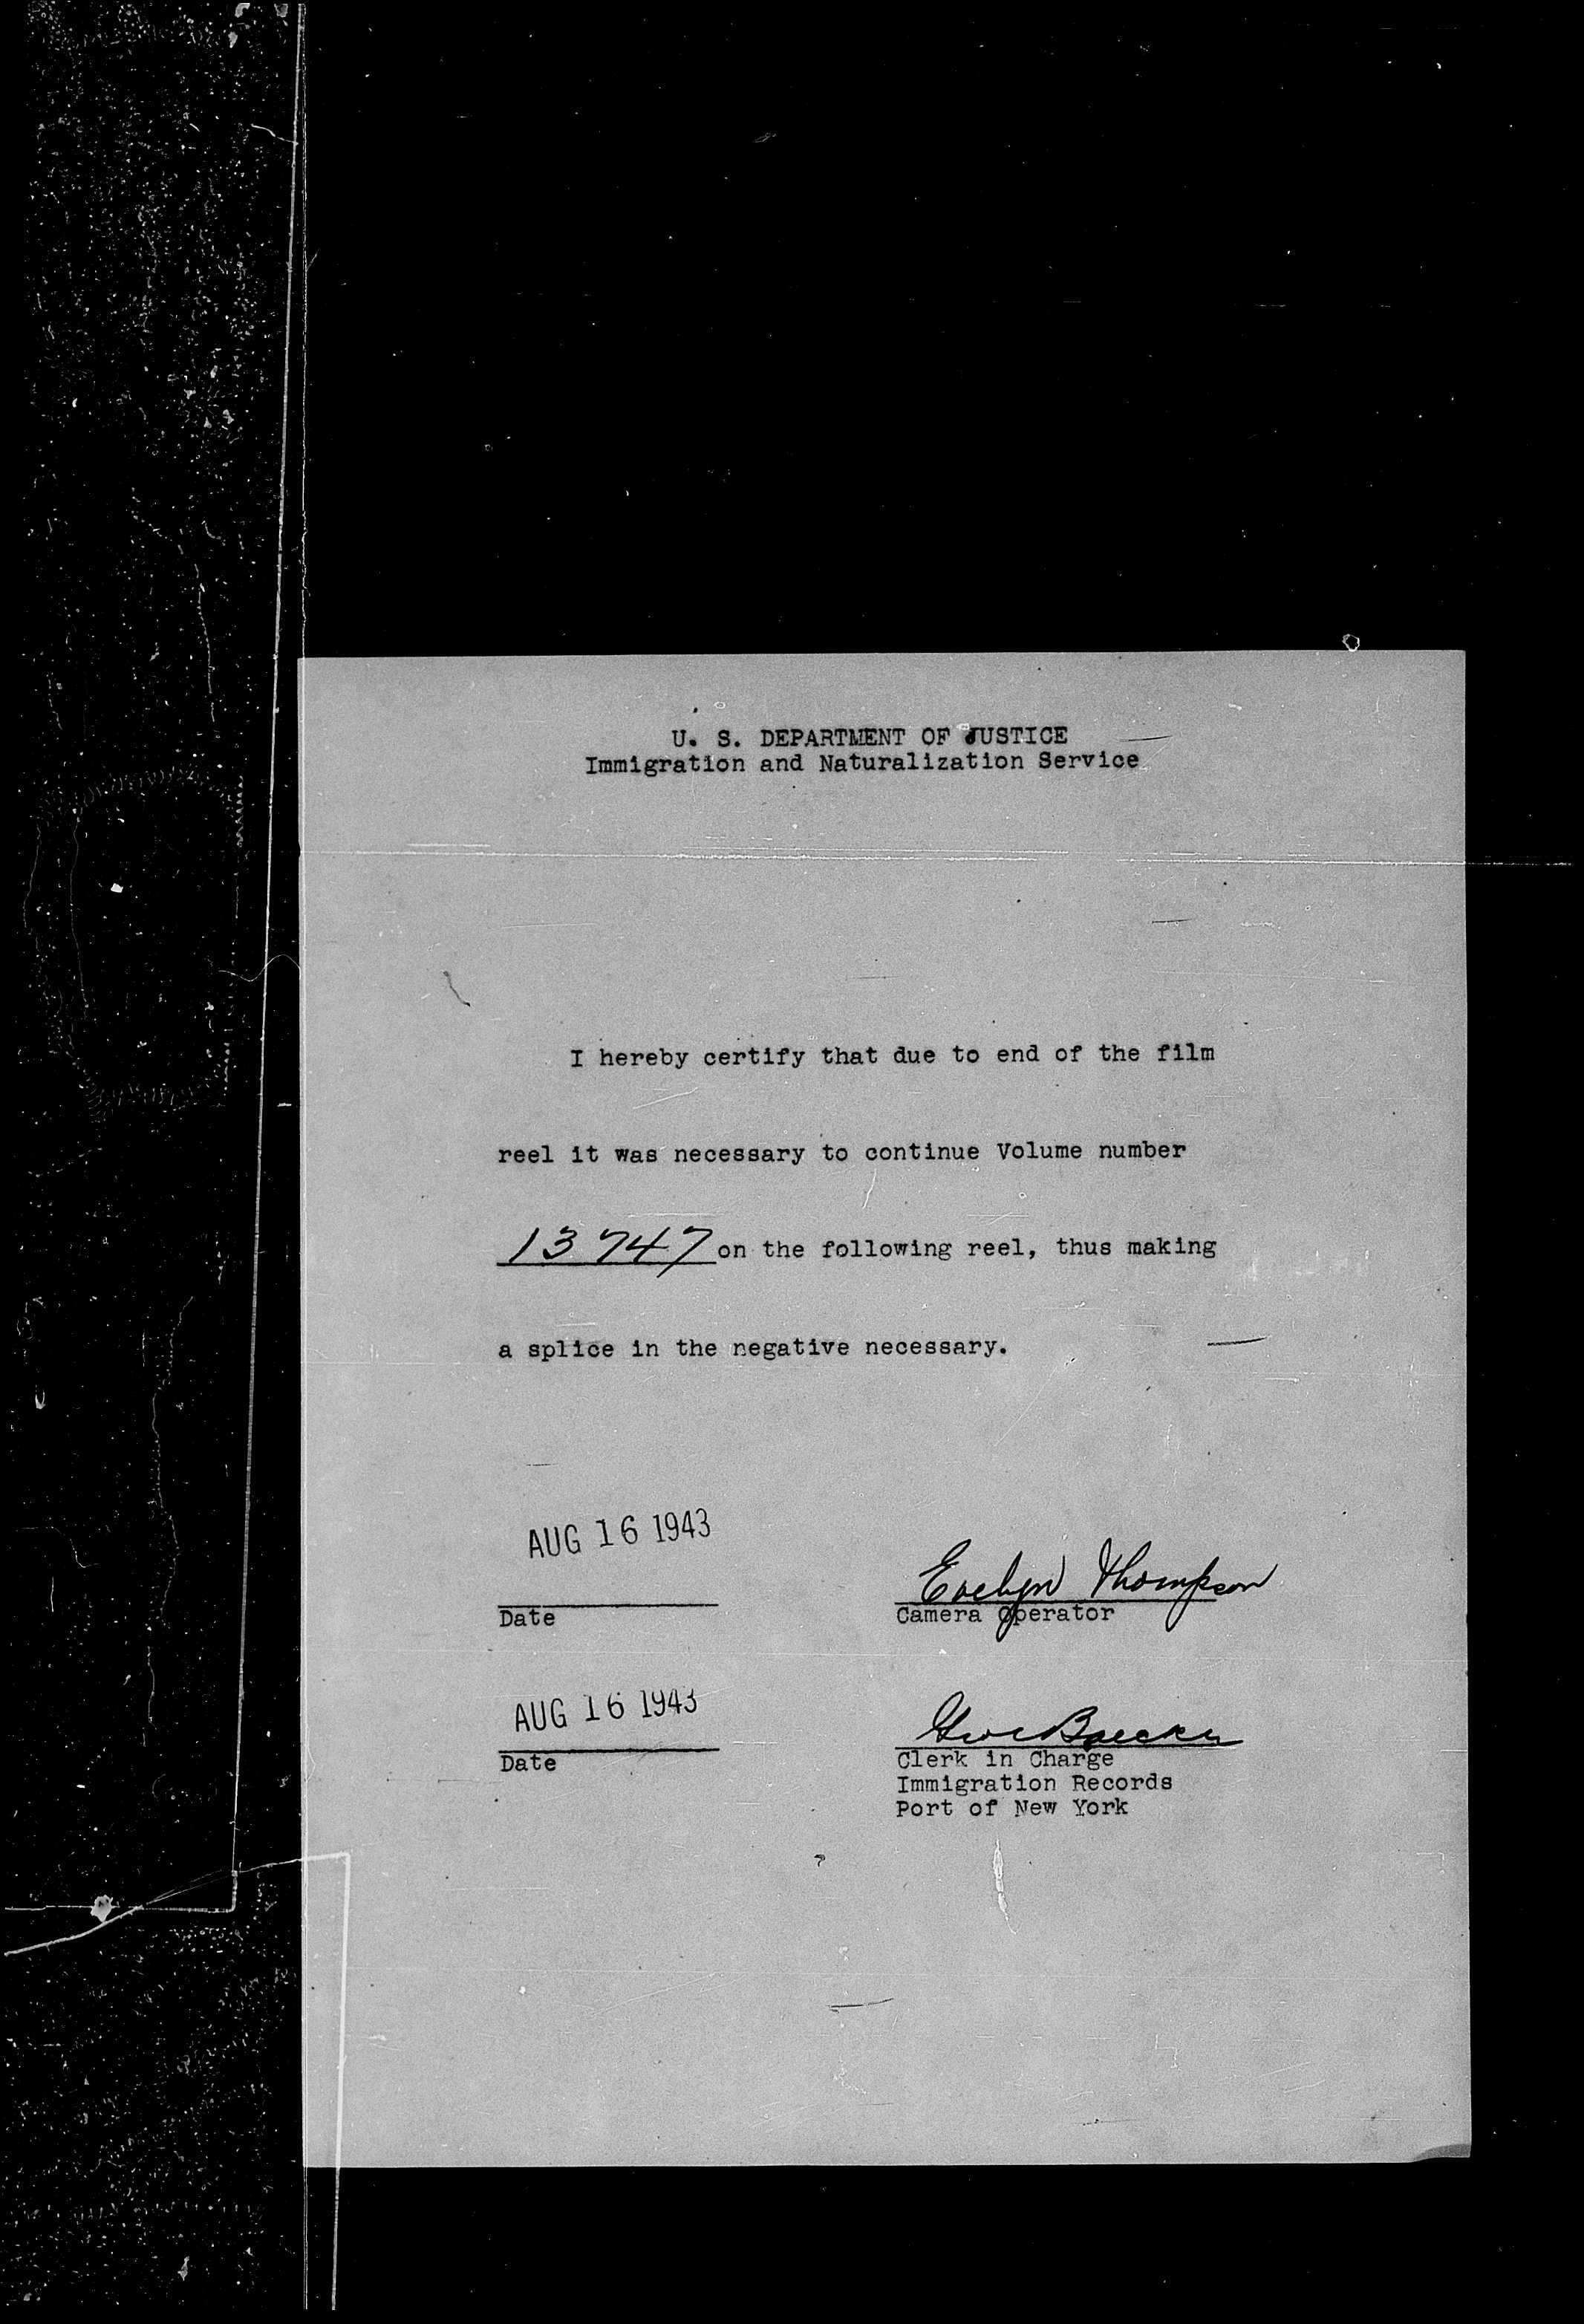 U. S. DEPARTMENT OF JUSTICE
Immigration and Naturalization Service
I hereby certify that due to end of the film
reel it was necessary to continue Volume number
13747 on the following reel, thus making
a splice in the negative necessary.
AUG 16 1943
Evelyn Thompson
Date
Camera Operator
AUG 16 1943
Date
Clerk in Charge
Immigration Records
Port of New York